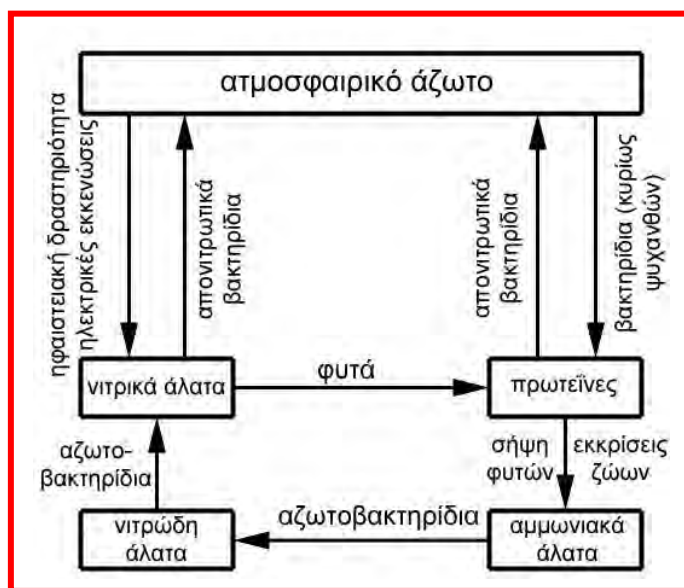 ατμοσφαιρικό άζωτο
ηφαιστειακή δραστηριότητα
ηλεκτρικές εκκενώσεις
απονιτρωτικά
βακτηρίδια
απονιτρωτικά
βακτηρίδια
βακτηρίδια (κυρίως
ψυχανθών)
νιτρικά άλατα
φυτά
πρωτεΐνες
αζωτο-
βακτηρίδια
σήψη
φυτών
εκκρίσεις
ζώων
νιτρώδη
άλατα
αζωτοβακτηρίδια
αμμωνιακά
άλατα